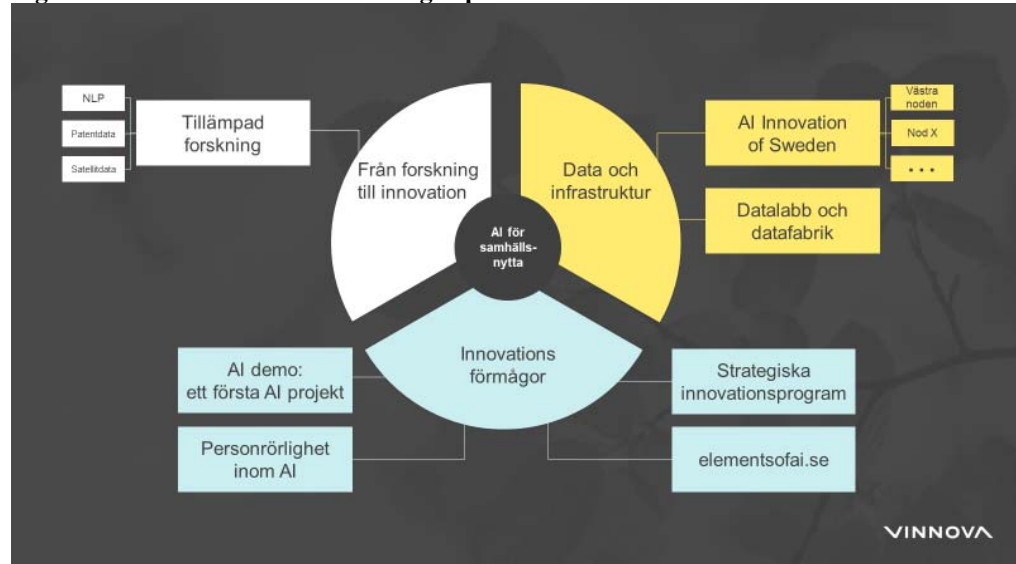 NLP
Patentdata
Satellitdata
Tillämpad
forskning
Från forskning
till innovation
Data och
infrastruktur
AI Innovation
of Sweden
Västra
noden
Nod X
...
Datalabb och
datafabrik
AI för
samhälls-
nytta
Innovations
förmågor
AI demo:
ett första AI projekt
Personrörlighet
inom AI
Strategiska
innovationsprogram
elementsofai.se
VINNOVA